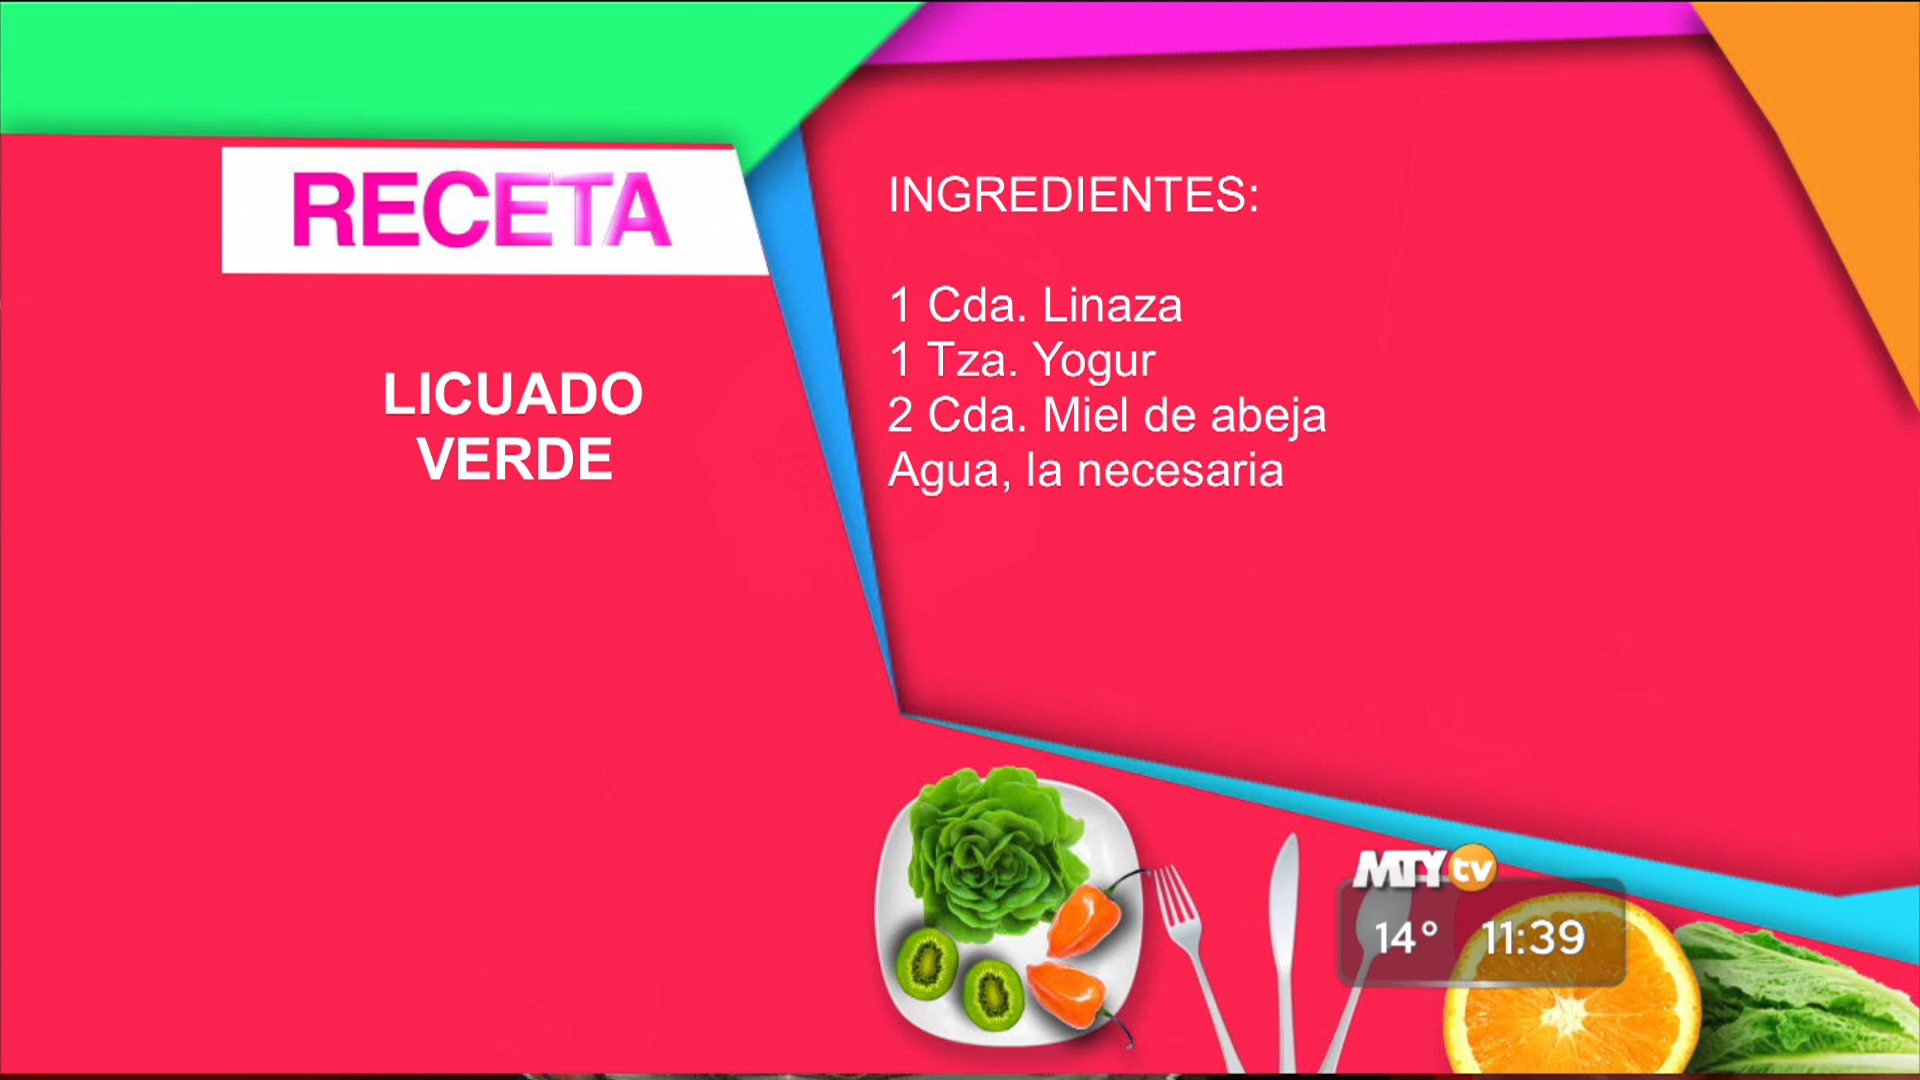 RECETA
LICUADO
VERDE
INGREDIENTES:
1 Cda. Linaza
1 Tza. Yogur
2 Cda. Miel de abeja
Agua, la necesaria
MTY tv
14° 11:39